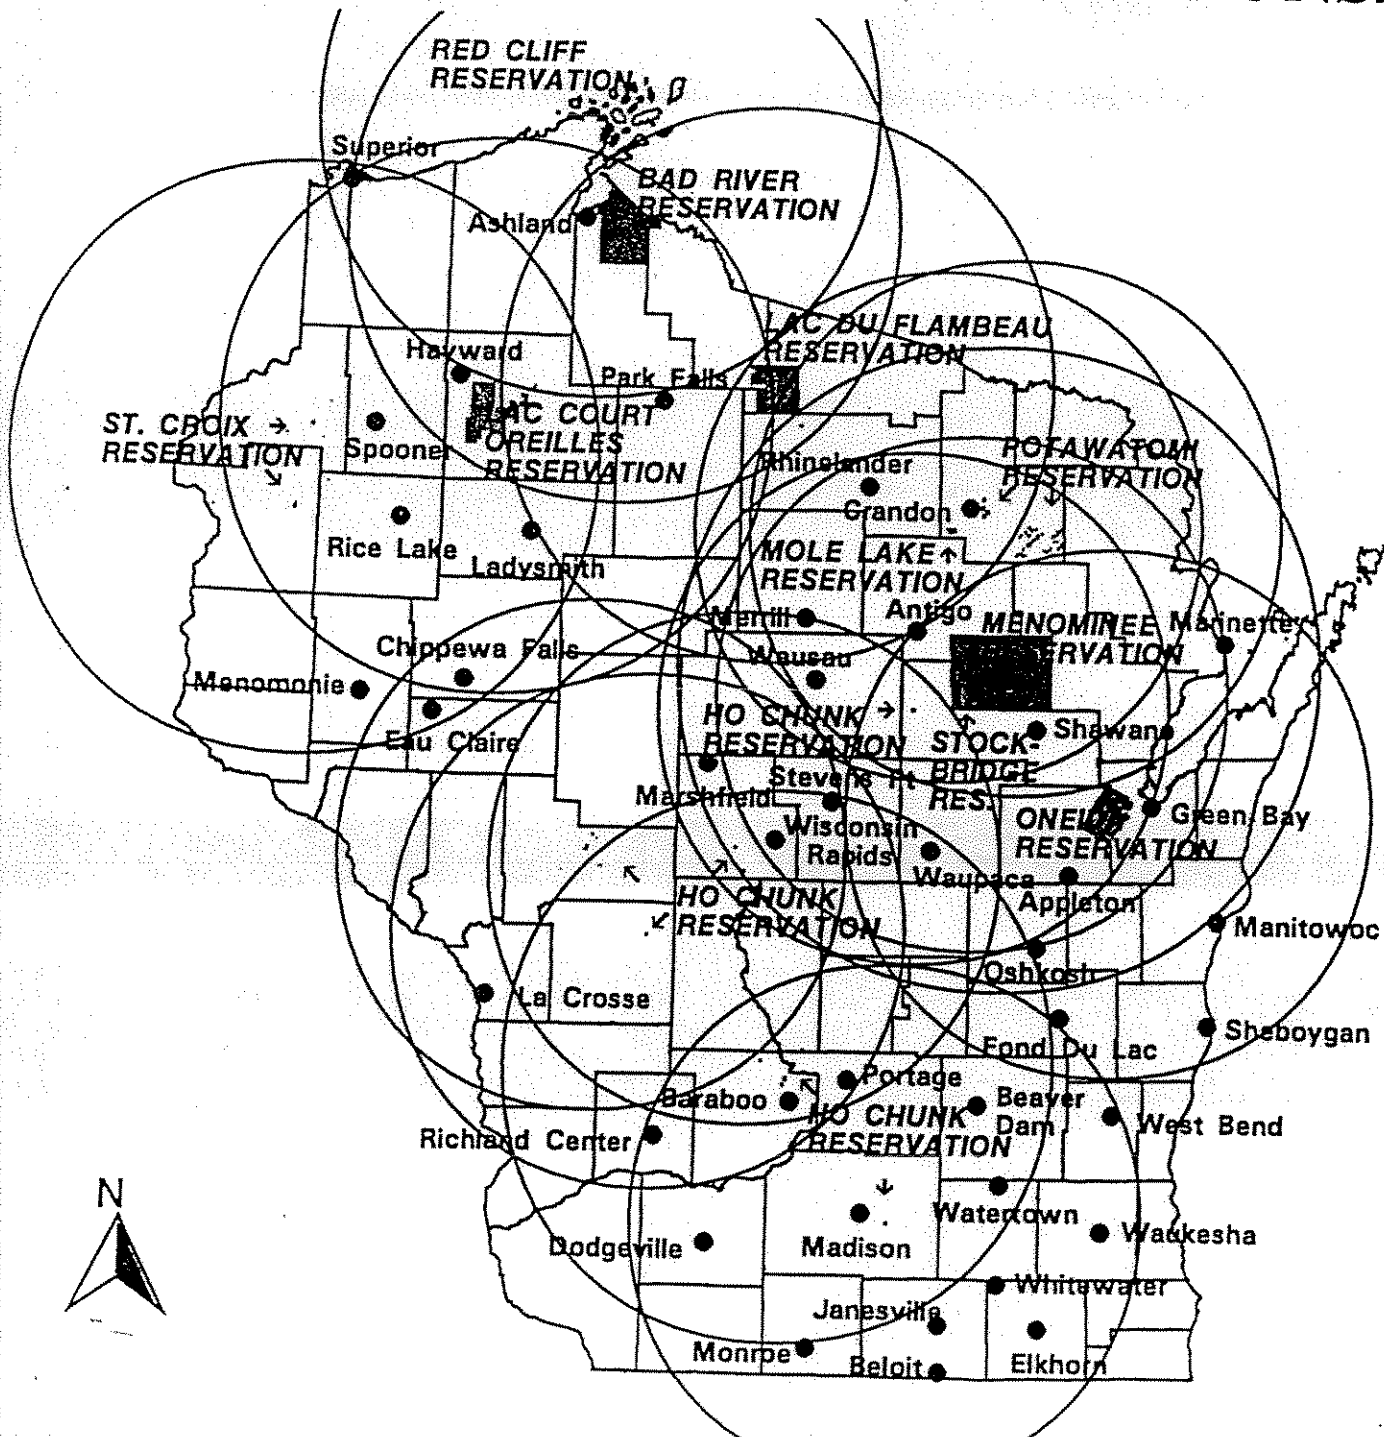 RED CLIFF
RESERVATION
Superior
BAD RIVER
RESERVATION
Ashland
LAC DU FLAMBEAU
RESERVATION
Hayward
Park Falls
ST. CROIX
RESERVATION
Spooner
LAC COURT
OREILLES
RESERVATION
Rhinelander
POTAWATOMI
RESERVATION
Crandon
Rice Lake
Ladysmith
MOLE LAKE
RESERVATION
Merrill
Antigo
MENOMINEE
RESERVATION
Marinette
Chippewa Falls
Wausau
Menomonie
Eau Claire
HO CHUNK
RESERVATION
STOCK-
BRIDGE
RES.
Shawano
Marshfield
Stevens Pt
Wisconsin
Rapids
ONEIDA
RESERVATION
Green Bay
Waupaca
Appleton
HO CHUNK
RESERVATION
Manitowoc
Oshkosh
La Crosse
Fond Du Lac
Sheboygan
Portage
Baraboo
HO CHUNK
RESERVATION
Beaver
Dam
West Bend
Richland Center
N
Watertown
Waukesha
Dodgeville
Madison
Whitewater
Janesville
Monroe
Beloit
Elkhorn